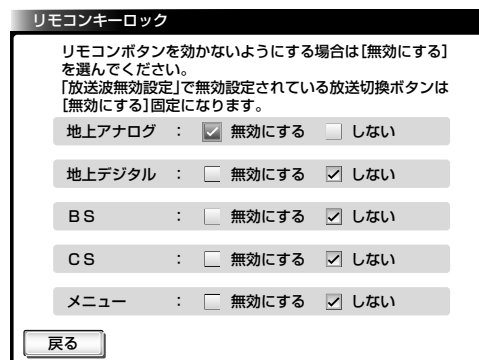 リモコンキーロック
リモコンボタンを効かないようにする場合は[無効にする]
を選んでください。
「放送波無効設定」で無効設定されている放送切換ボタンは
[無効にする]固定になります。
地上アナログ : 無効にする しない
地上デジタル : 無効にする しない
BS : 無効にする しない
CS : 無効にする しない
メニュー : 無効にする しない
戻る